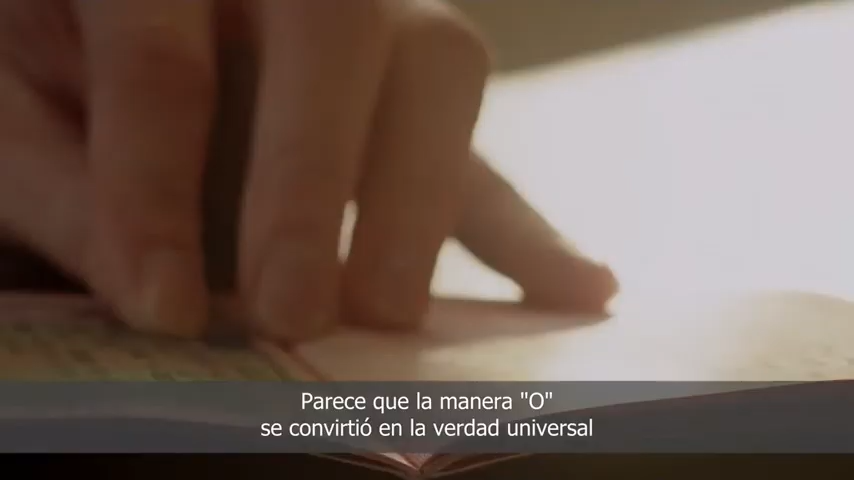 Parece que la manera "O"
se convirtió en la verdad universal